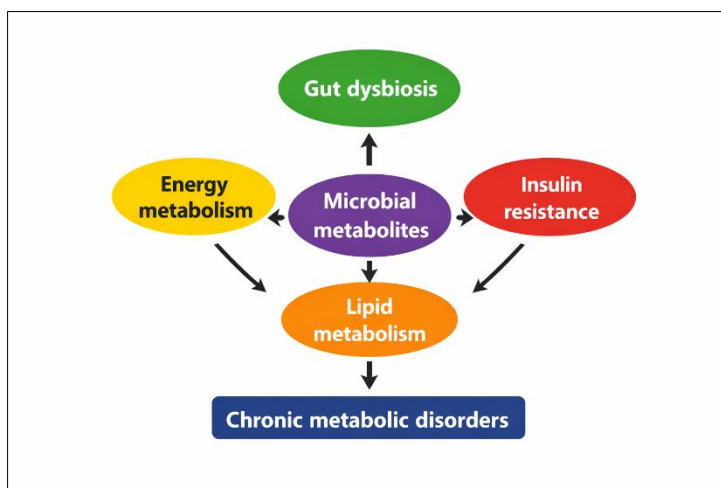 Gut dysbiosis
Energy
metabolism
Microbial
metabolites
Insulin
resistance
Lipid
metabolism
Chronic metabolic disorders